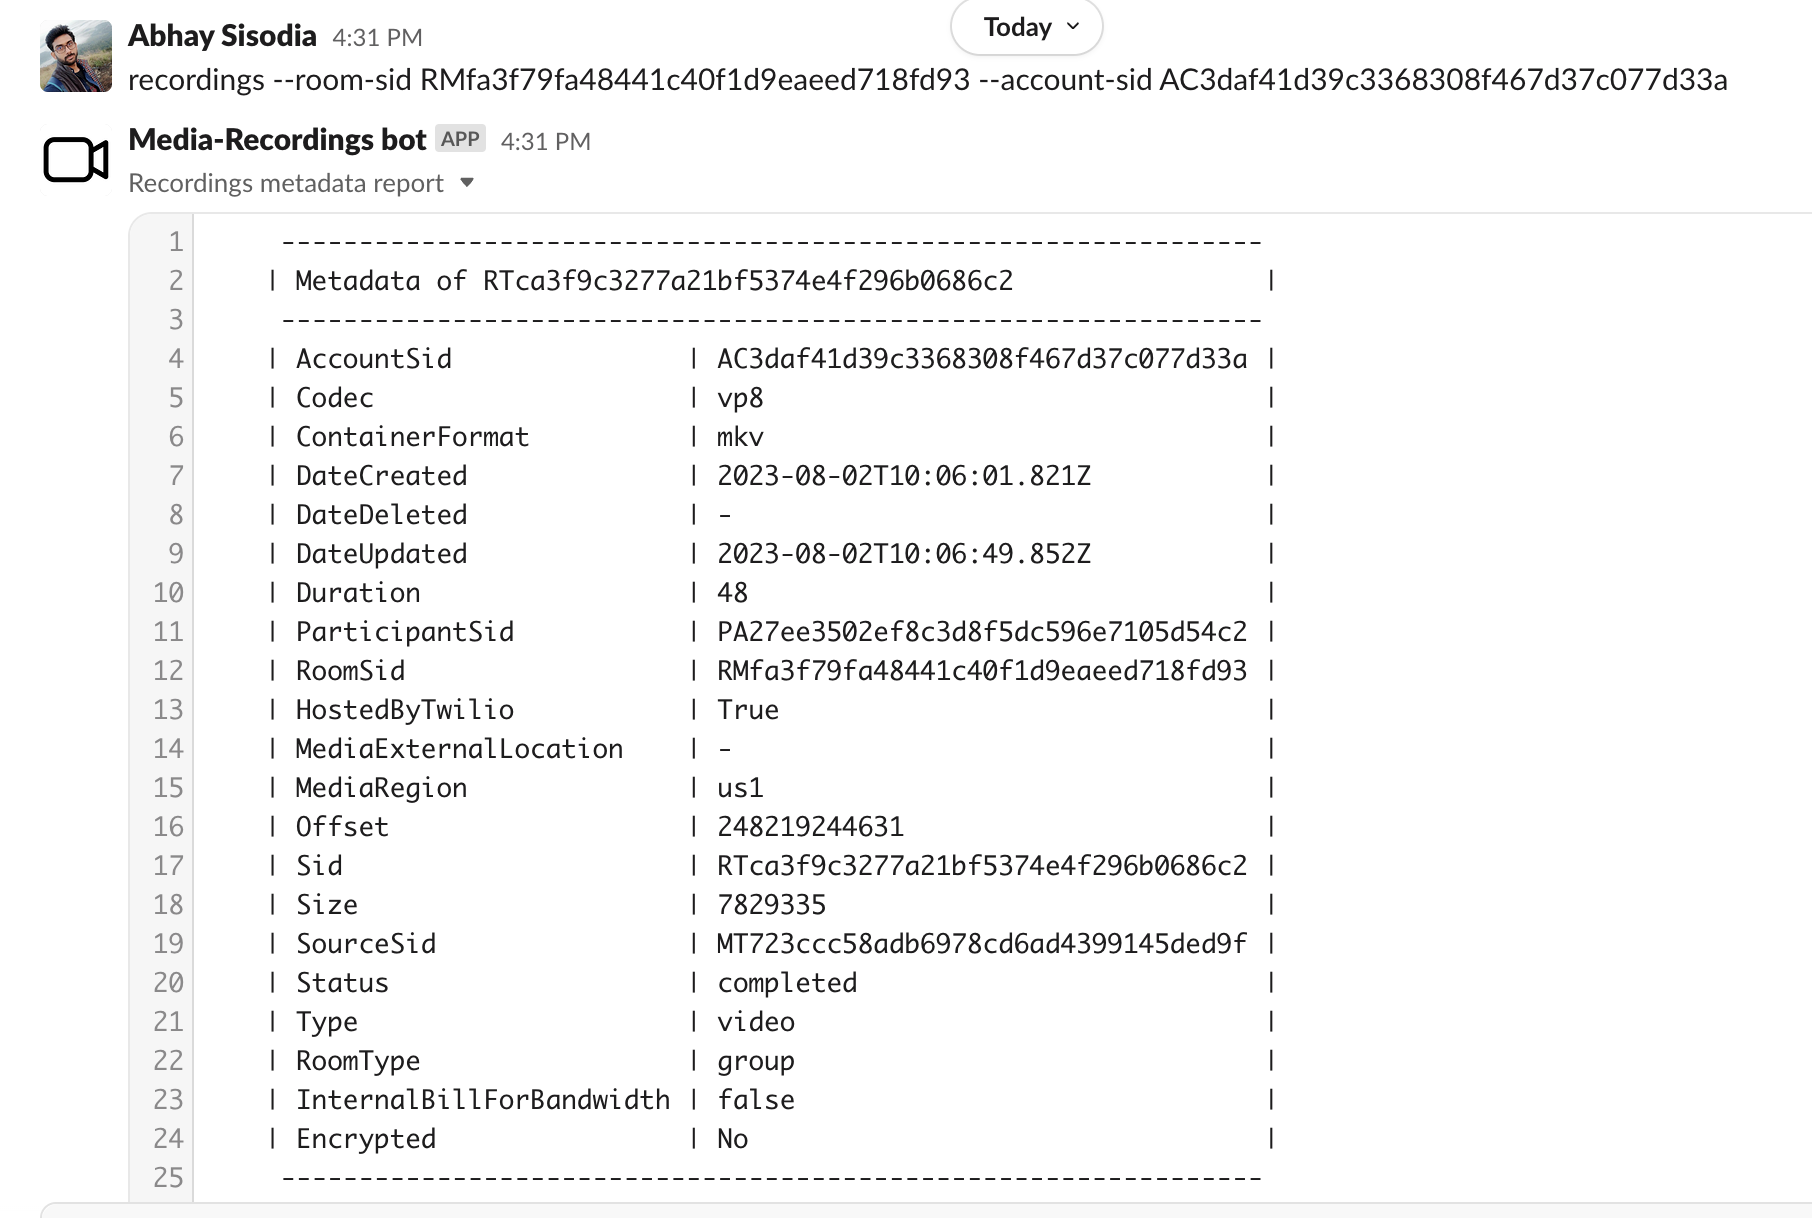 Today
Abhay Sisodia 4:31 PM
recordings --room-sid RMfa3f79fa48441c40f1d9eaeed718fd93 --account-sid AC3daf41d39c3368308f467d37c077d33a
Media-Recordings bot APP 4:31 PM
Recordings metadata report
1 ---------------------------------------------------------------
2 | Metadata of RTca3f9c3277a21bf5374e4f296b0686c2 |
3 ---------------------------------------------------------------
4 | AccountSid | AC3daf41d39c3368308f467d37c077d33a |
5 | Codec | vp8 |
6 | ContainerFormat | mkv |
7 | DateCreated | 2023-08-02T10:06:01.821Z |
8 | DateDeleted | - |
9 | DateUpdated | 2023-08-02T10:06:49.852Z |
10 | Duration | 48 |
11 | ParticipantSid | PA27ee3502ef8c3d8f5dc596e7105d54c2 |
12 | RoomSid | RMfa3f79fa48441c40f1d9eaeed718fd93 |
13 | HostedByTwilio | True |
14 | MediaExternalLocation | - |
15 | MediaRegion | us1 |
16 | Offset | 248219244631 |
17 | Sid | RTca3f9c3277a21bf5374e4f296b0686c2 |
18 | Size | 7829335 |
19 | SourceSid | MT723ccc58adb6978cd6ad4399145ded9f |
20 | Status | completed |
21 | Type | video |
22 | RoomType | group |
23 | InternalBillForBandwidth | false |
24 | Encrypted | No |
25 ---------------------------------------------------------------